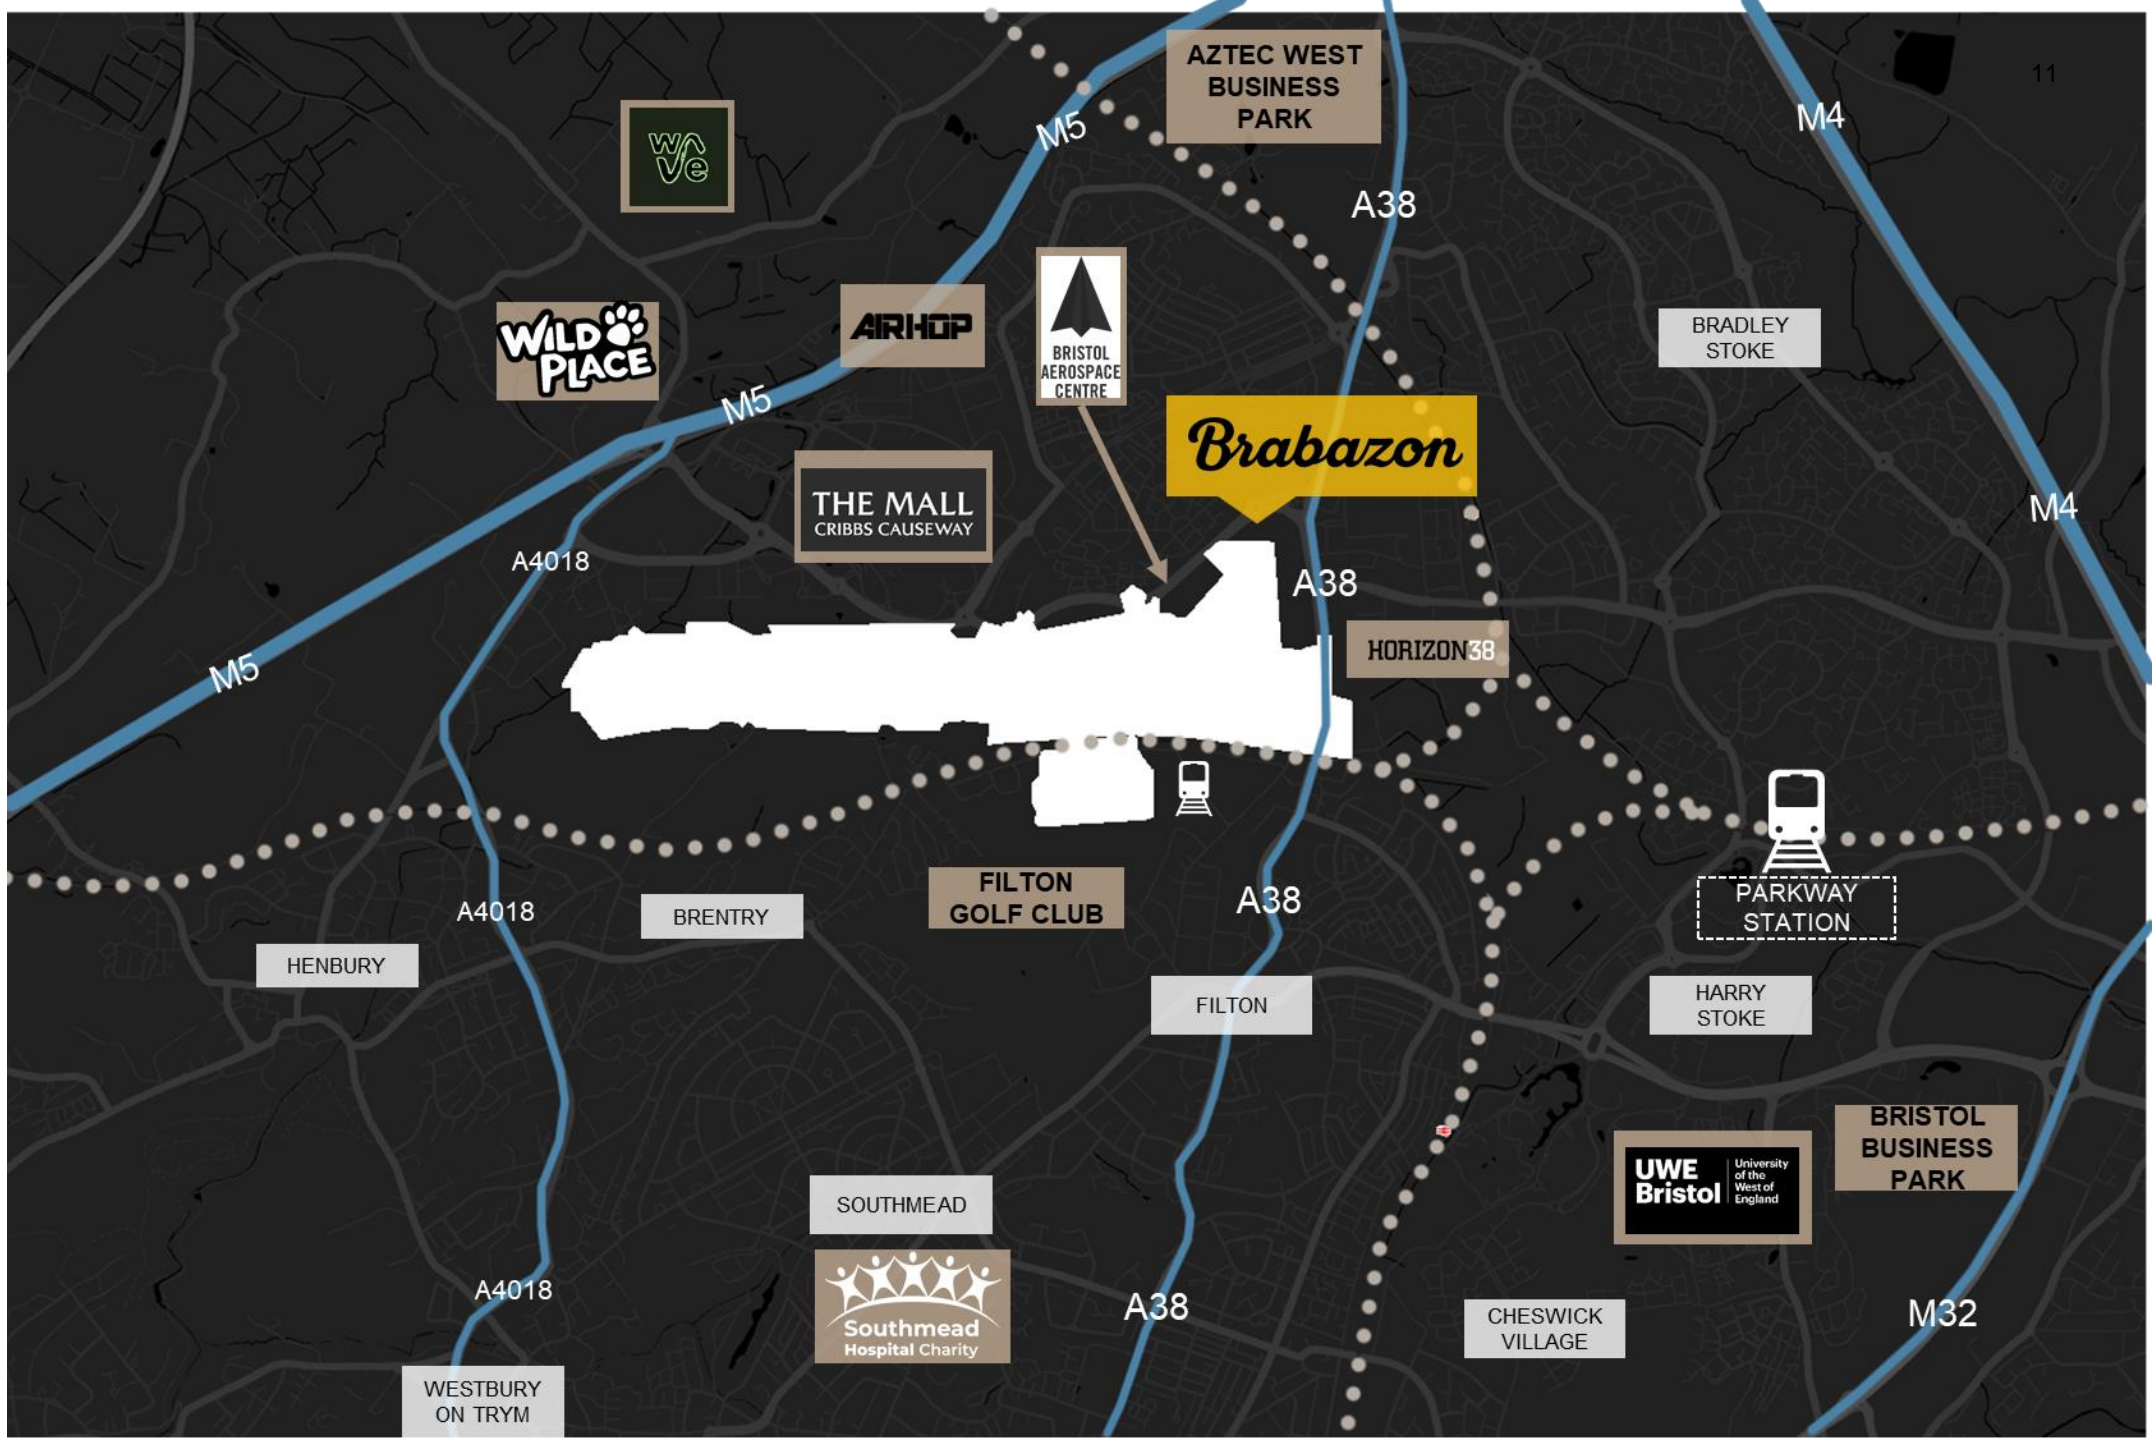 AZTEC WEST
BUSINESS
PARK
11
M4
M5
wa
ve
A38
WILD
PLACE
AIRHOP
BRISTOL
AEROSPACE
CENTRE
BRADLEY
STOKE
M5
Brabazon
THE MALL
CRIBBS CAUSEWAY
M4
A4018
A38
HORIZON38
M5
FILTON
GOLF CLUB
PARKWAY
STATION
A4018
BRENTRY
A38
HENBURY
FILTON
HARRY
STOKE
BRISTOL
BUSINESS
PARK
UWE
Bristol
University
of the
West of
England
SOUTHMEAD
A4018
Southmead
Hospital Charity
A38
CHESWICK
VILLAGE
M32
WESTBURY
ON TRYM